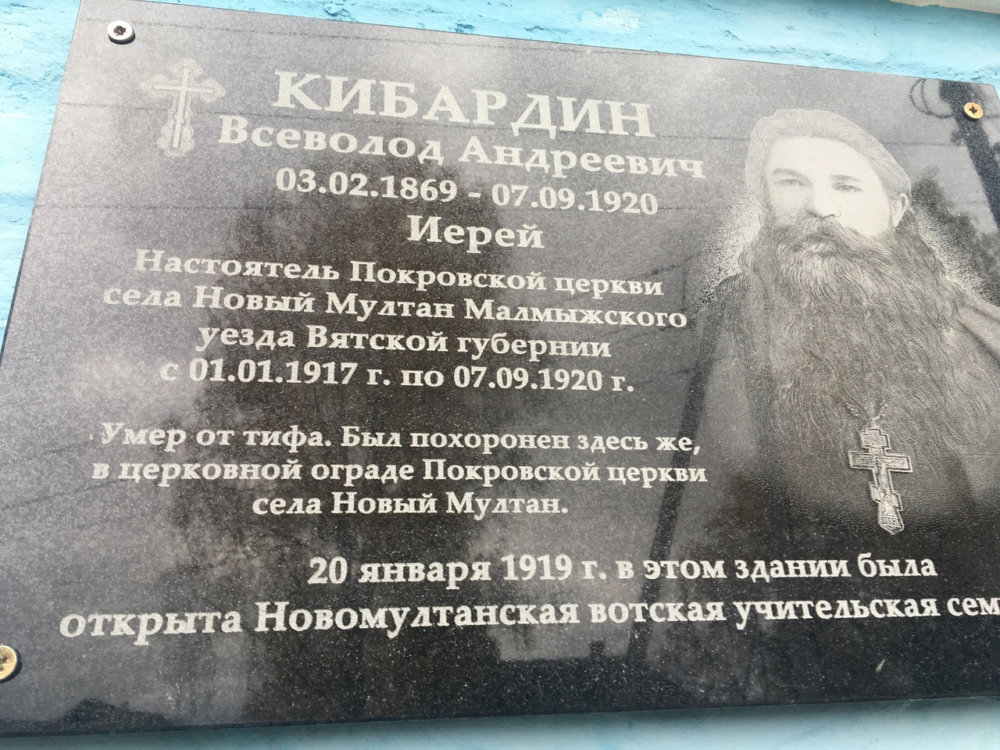 КИБАРДИН
Всеволод Андреевич
03.02.1869 - 07.09.1920
Иерей
Настоятель Покровской церкви
села Новый Мултан Малмыжского
уезда Вятской губернии
с 01.01.1917 г. по 07.09.1920 г.
Умер от тифа. Был похоронен здесь же,
в церковной ограде Покровской церкви
села Новый Мултан.
20 января 1919 г. в этом здании была
открыта Новомултанская вотская учительская сем